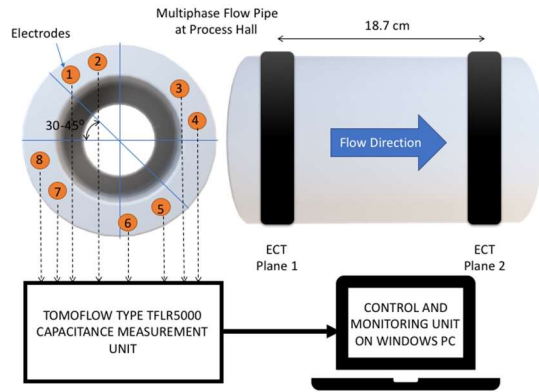 Multiphase Flow Pipe
at Process Hall
18.7 cm
Electrodes
1
2
3
4
30-45°
8
7
6
5
Flow Direction
ECT
Plane 1
ECT
Plane 2
TOMOFLOW TYPE TFLR5000
CAPACITANCE MEASUREMENT
UNIT
CONTROL AND
MONITORING UNIT
ON WINDOWS PC